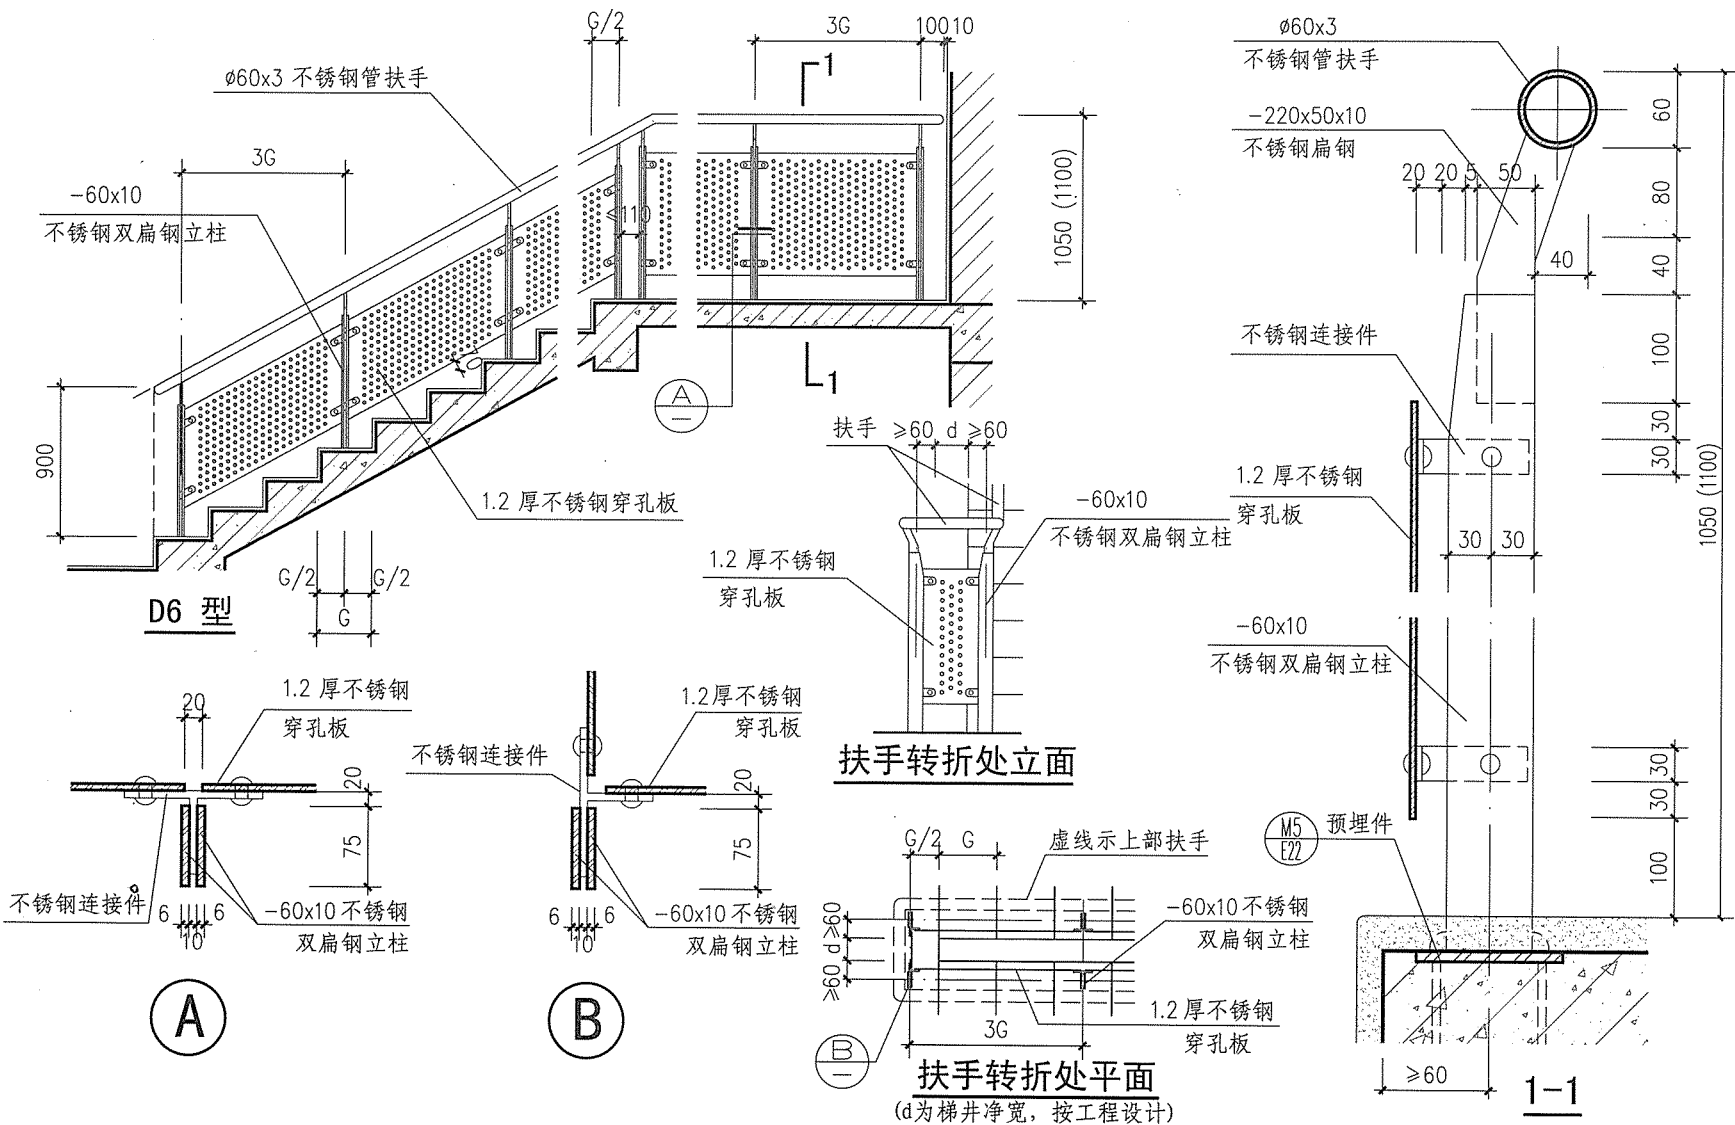 G/2
3G
100
10
1
ø60x3 不锈钢管扶手
3G
-60x10
不锈钢双扁钢立柱
<110
1050 (1100)
900
1
A
1.2 厚不锈钢穿孔板
G/2
G/2
G
D6 型
扶手
≥60
d
≥60
-60x10
不锈钢双扁钢立柱
1.2 厚不锈钢
穿孔板
扶手转折处立面
20
1.2 厚不锈钢
穿孔板
20
75
不锈钢连接件
6
10
6
-60x10 不锈钢
双扁钢立柱
A
不锈钢连接件
1.2厚不锈钢
穿孔板
20
75
6
10
6
-60x10 不锈钢
双扁钢立柱
B
G/2
G
虚线示上部扶手
≥60
d
≥60
-60x10 不锈钢
双扁钢立柱
1.2 厚不锈钢
穿孔板
3G
B
扶手转折处平面
(d为梯井净宽，按工程设计)
ø60x3
不锈钢管扶手
-220x50x10
不锈钢扁钢
20
20
5
50
60
80
40
40
100
不锈钢连接件
30
30
1.2 厚不锈钢
穿孔板
30
30
1050 (1100)
-60x10
不锈钢双扁钢立柱
30
30
M5
E22
预埋件
100
≥60
1-1